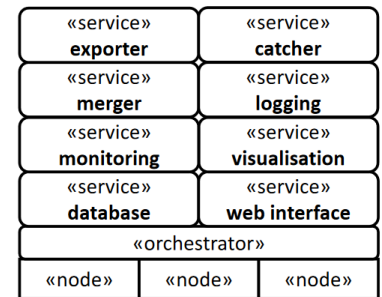 «service» «service»
exporter catcher
«service» «service»
merger logging
«service» «service»
monitoring visualisation
«service» «service»
database web interface
«orchestrator»
«node» «node» «node»